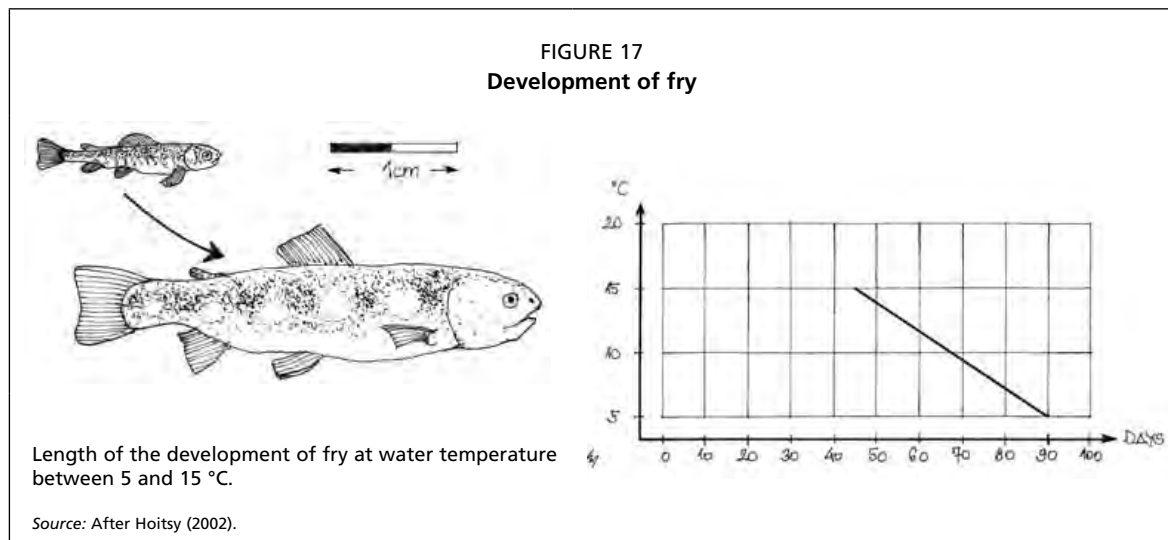 FIGURE 17
Development of fry
1cm
°C
20
15
10
5
0 10 20 30 40 50 60 70 80 90 100
DAYS
Length of the development of fry at water temperature
between 5 and 15 °C.
Source: After Hoitsy (2002).